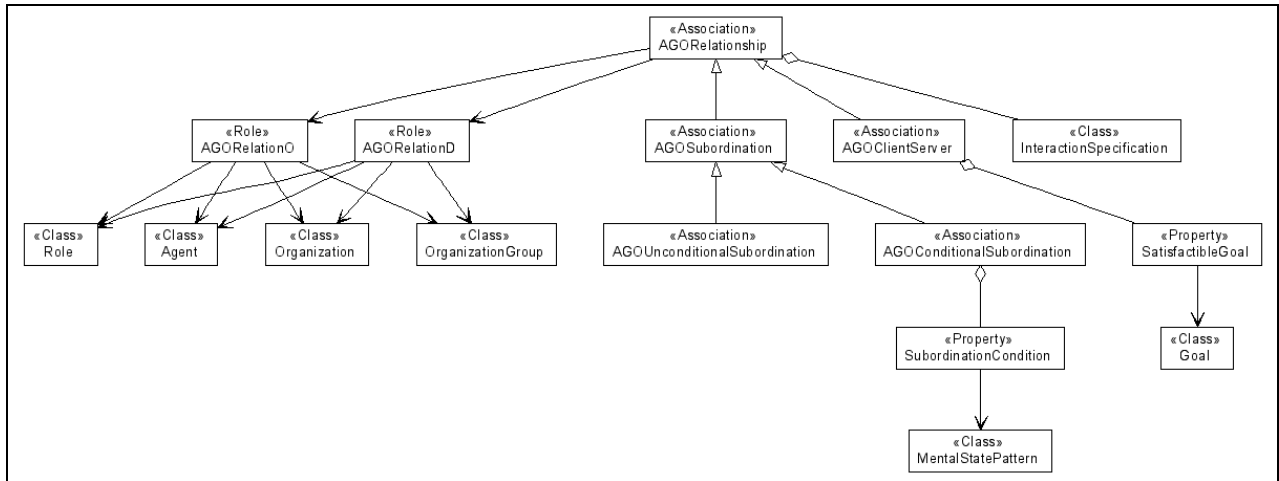 «Association»
AGORelationship
«Role»
AGORelationO
«Role»
AGORelationD
«Association»
AGOSubordination
«Association»
AGOClientServer
«Class»
InteractionSpecification
«Class»
Role
«Class»
Agent
«Class»
Organization
«Class»
OrganizationGroup
«Association»
AGOUnconditionalSubordination
«Association»
AGOConditionalSubordination
«Property»
SatisfactibleGoal
«Property»
SubordinationCondition
«Class»
Goal
«Class»
MentalStatePattern